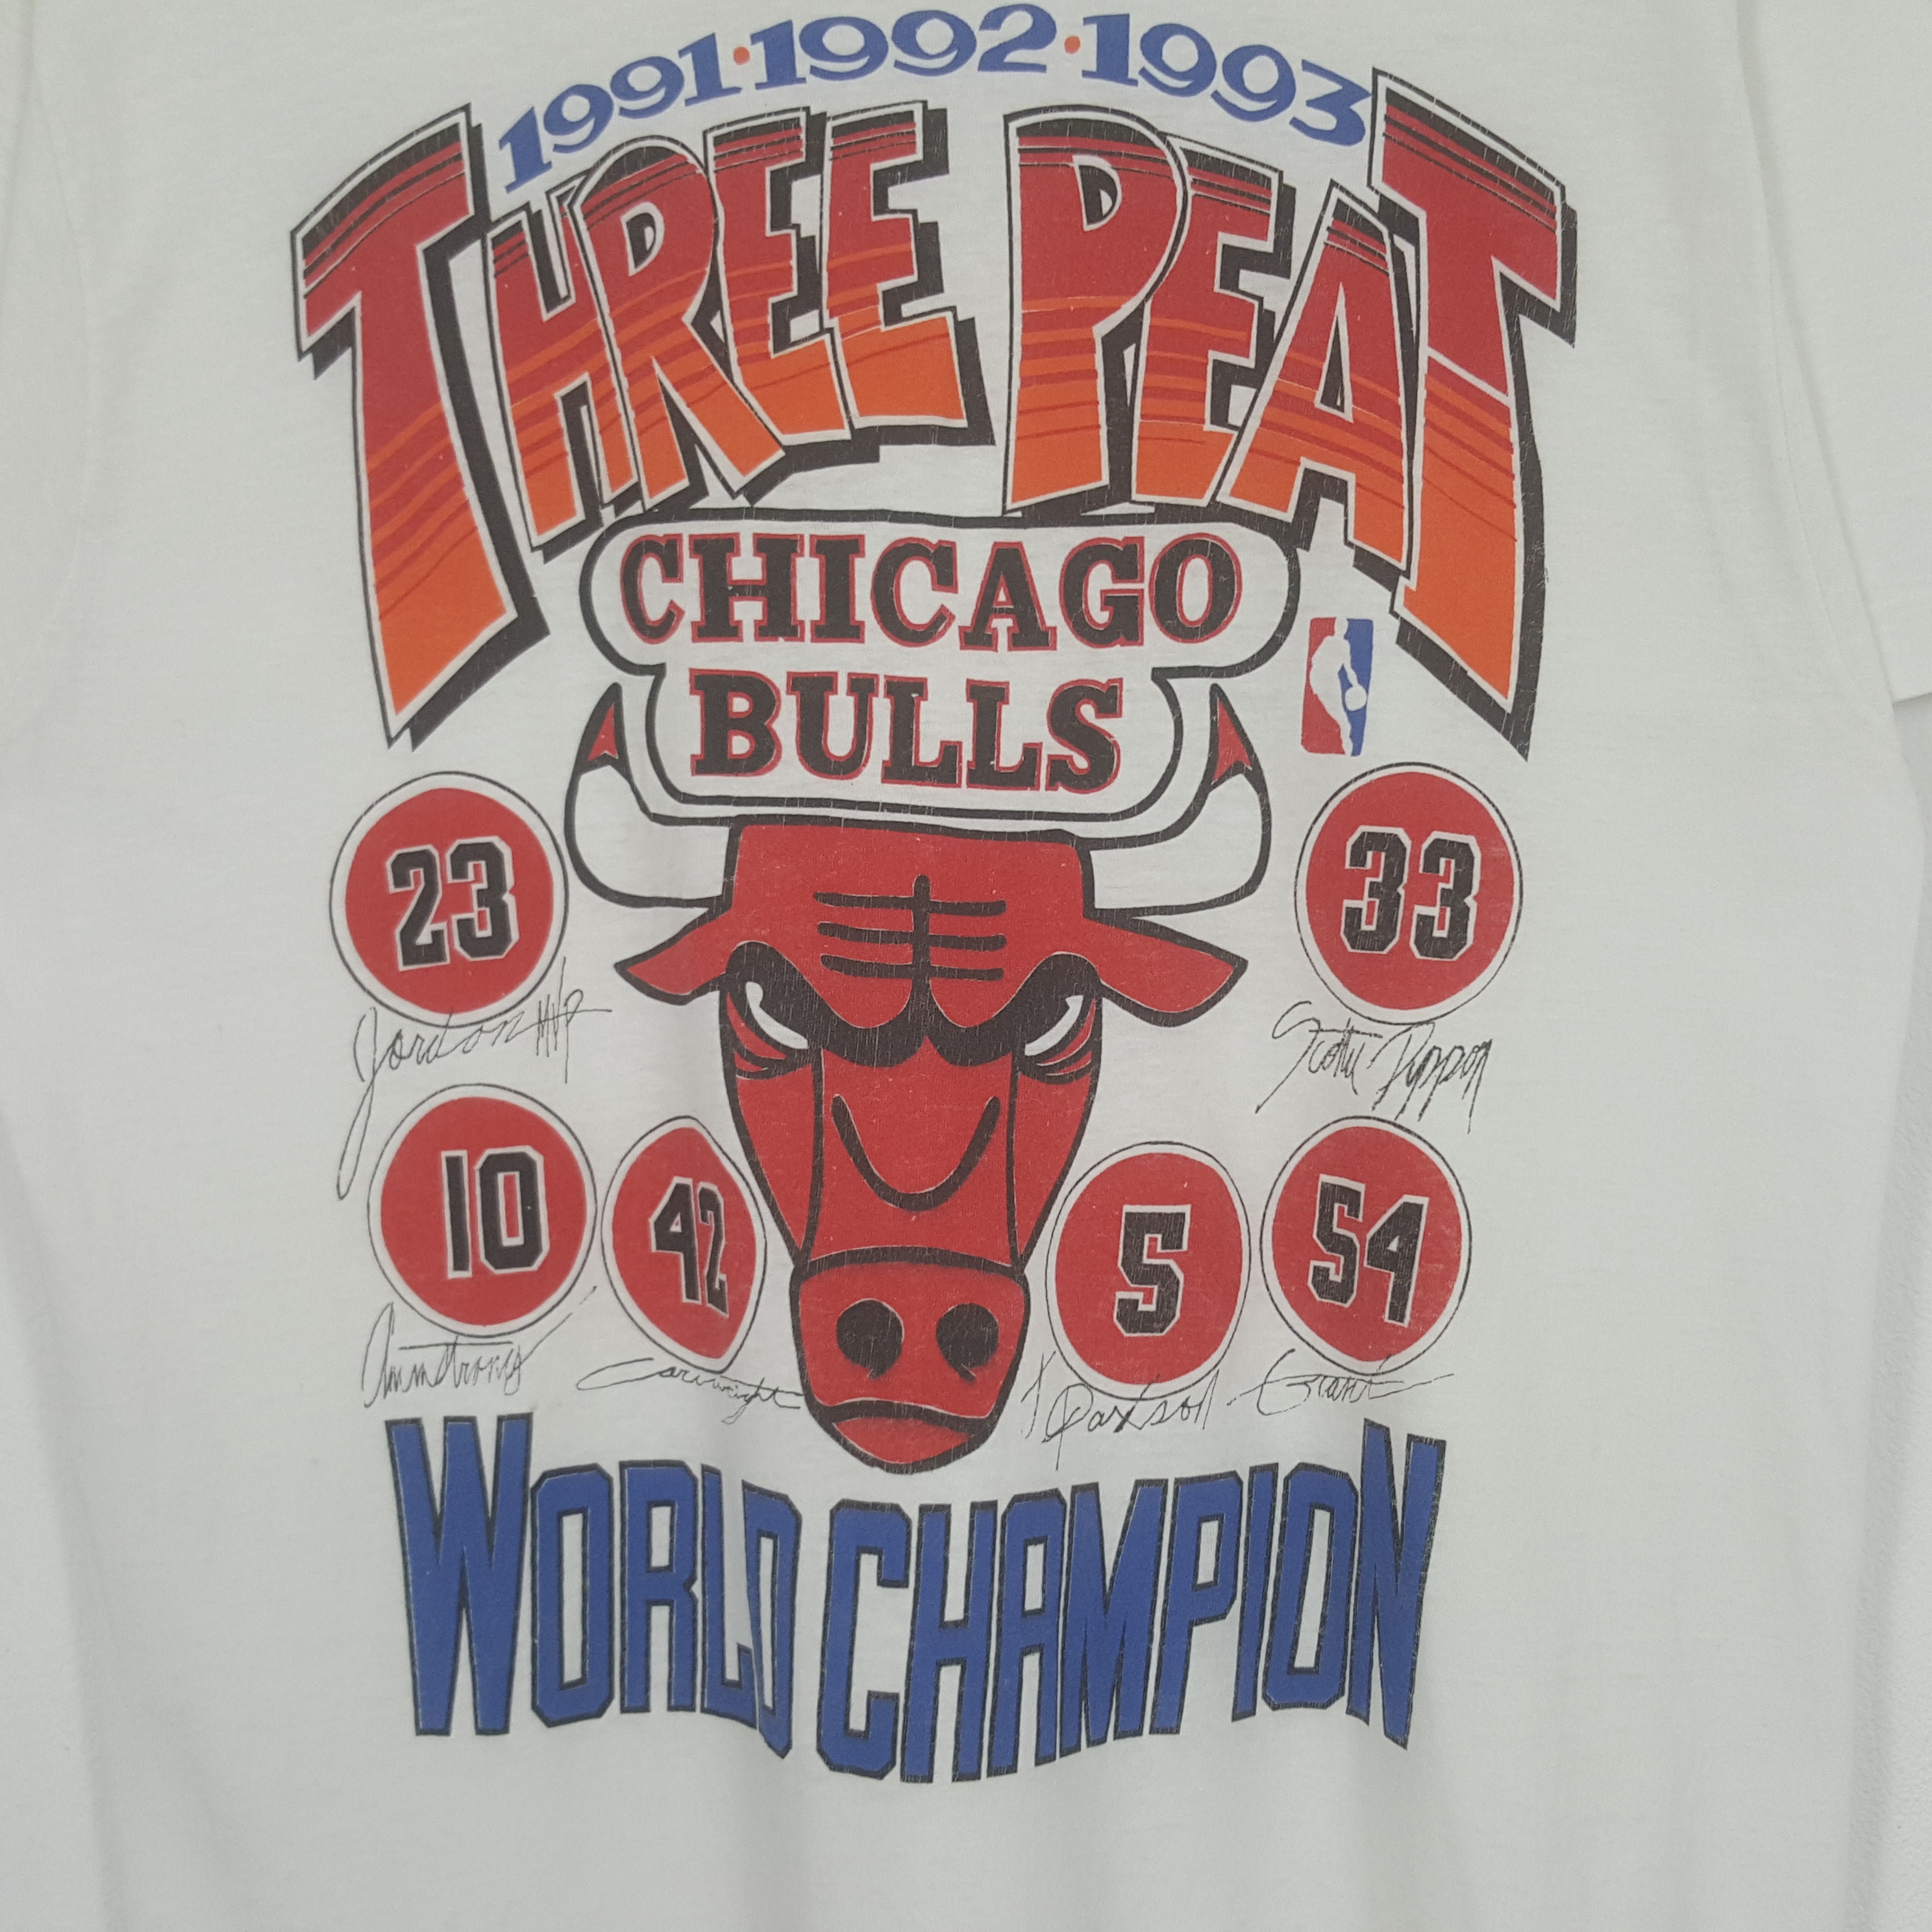 1991·1992·1993
THREE PEAT
CHICAGO
BULLS
23
33
Jordon MVP
Scottie Pippen
10
42
5
54
Armstrong
Cartwright
J Paxson
Grant
WORLD CHAMPION